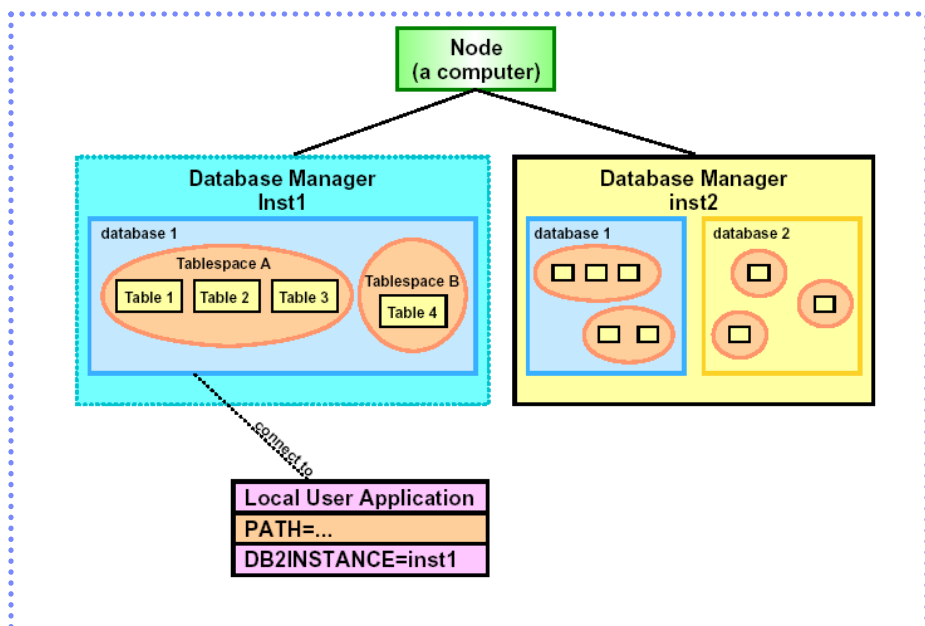 Node
(a computer)
Database Manager
Inst1
database 1
Tablespace A
Table 1
Table 2
Table 3
Tablespace B
Table 4
Database Manager
inst2
database 1
database 2
connect to
Local User Application
PATH=...
DB2INSTANCE=inst1